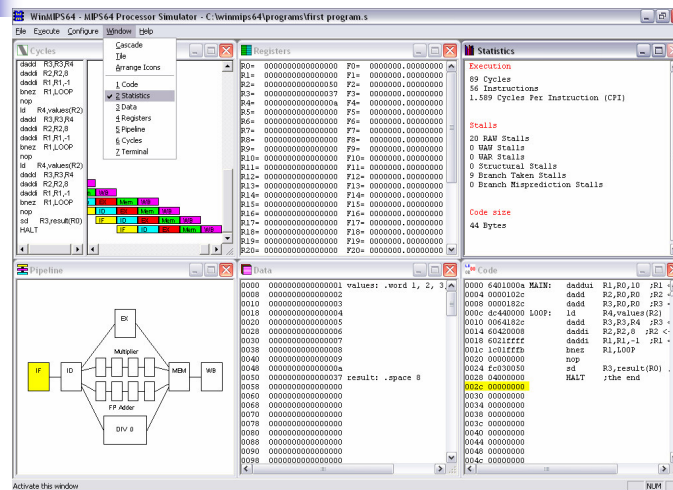 WinMIPS64 - MIPS64 Processor Simulator - C:\winmips64\programs\first program.s
File Execute Configure Window Help
Cascade
Tile
Arrange Icons
1 Code
2 Statistics
3 Data
4 Registers
5 Pipeline
6 Cycles
7 Terminal
Cycles
daddi R2,R2,8
daddi R1,R1,-1
bnez R1,LOOP
nop
ld R4,values(R2)
dadd R3,R3,R4
daddi R2,R2,8
daddi R1,R1,-1
bnez R1,LOOP
nop
ld R4,values(R2)
dadd R3,R3,R4
daddi R2,R2,8
daddi R1,R1,-1 WB
bnez R1,LOOP EX Mem WB
nop IF ID EX Mem WB
sd R3,result(R0) IF ID EX Mem WB
HALT IF ID EX Mem WB
Registers
R0= 0000000000000000 F0= 0000000.00000000
R1= 0000000000000000 F1= 0000000.00000000
R2= 0000000000000050 F2= 0000000.00000000
R3= 0000000000000037 F3= 0000000.00000000
R4= 000000000000000a F4= 0000000.00000000
R5= 0000000000000000 F5= 0000000.00000000
R6= 0000000000000000 F6= 0000000.00000000
R7= 0000000000000000 F7= 0000000.00000000
R8= 0000000000000000 F8= 0000000.00000000
R9= 0000000000000000 F9= 0000000.00000000
R10= 0000000000000000 F10= 0000000.00000000
R11= 0000000000000000 F11= 0000000.00000000
R12= 0000000000000000 F12= 0000000.00000000
R13= 0000000000000000 F13= 0000000.00000000
R14= 0000000000000000 F14= 0000000.00000000
R15= 0000000000000000 F15= 0000000.00000000
R16= 0000000000000000 F16= 0000000.00000000
R17= 0000000000000000 F17= 0000000.00000000
R18= 0000000000000000 F18= 0000000.00000000
R19= 0000000000000000 F19= 0000000.00000000
R20= 0000000000000000 F20= 0000000.00000000
Statistics
Execution
89 Cycles
56 Instructions
1.589 Cycles Per Instruction (CPI)
Stalls
20 RAW Stalls
0 WAW Stalls
0 WAR Stalls
0 Structural Stalls
9 Branch Taken Stalls
0 Branch Misprediction Stalls
Code size
44 Bytes
Pipeline
EX
Multiplier
IF ID MEM WB
FP Adder
DIV 0
Data
0000 0000000000000001 values: .word 1, 2, 3,
0008 0000000000000002
0010 0000000000000003
0018 0000000000000004
0020 0000000000000005
0028 0000000000000006
0030 0000000000000007
0038 0000000000000008
0040 0000000000000009
0048 000000000000000a
0050 0000000000000037 result: .space 8
0058 0000000000000000
0060 0000000000000000
0068 0000000000000000
0070 0000000000000000
0078 0000000000000000
0080 0000000000000000
0088 0000000000000000
0090 0000000000000000
0098 0000000000000000
Code
0000 6401000a MAIN: daddui R1,R0,10 ;R1 <
0004 0000102c dadd R2,R0,R0 ;R2 <
0008 0000182c dadd R3,R0,R0 ;R3 <
000c dc440000 LOOP: ld R4,values(R2)
0010 0064182c dadd R3,R3,R4 ;R3 <
0014 60420008 daddi R2,R2,8 ;R2 <-
0018 6021ffff daddi R1,R1,-1 ;R1 =
001c 1c01fffb bnez R1,LOOP
0020 00000000 nop
0024 fc030050 sd R3,result(R0)
0028 04000000 HALT ;the end
002c 00000000
0030 00000000
0034 00000000
0038 00000000
003c 00000000
0040 00000000
0044 00000000
0048 00000000
004c 00000000
Activate this window NUM